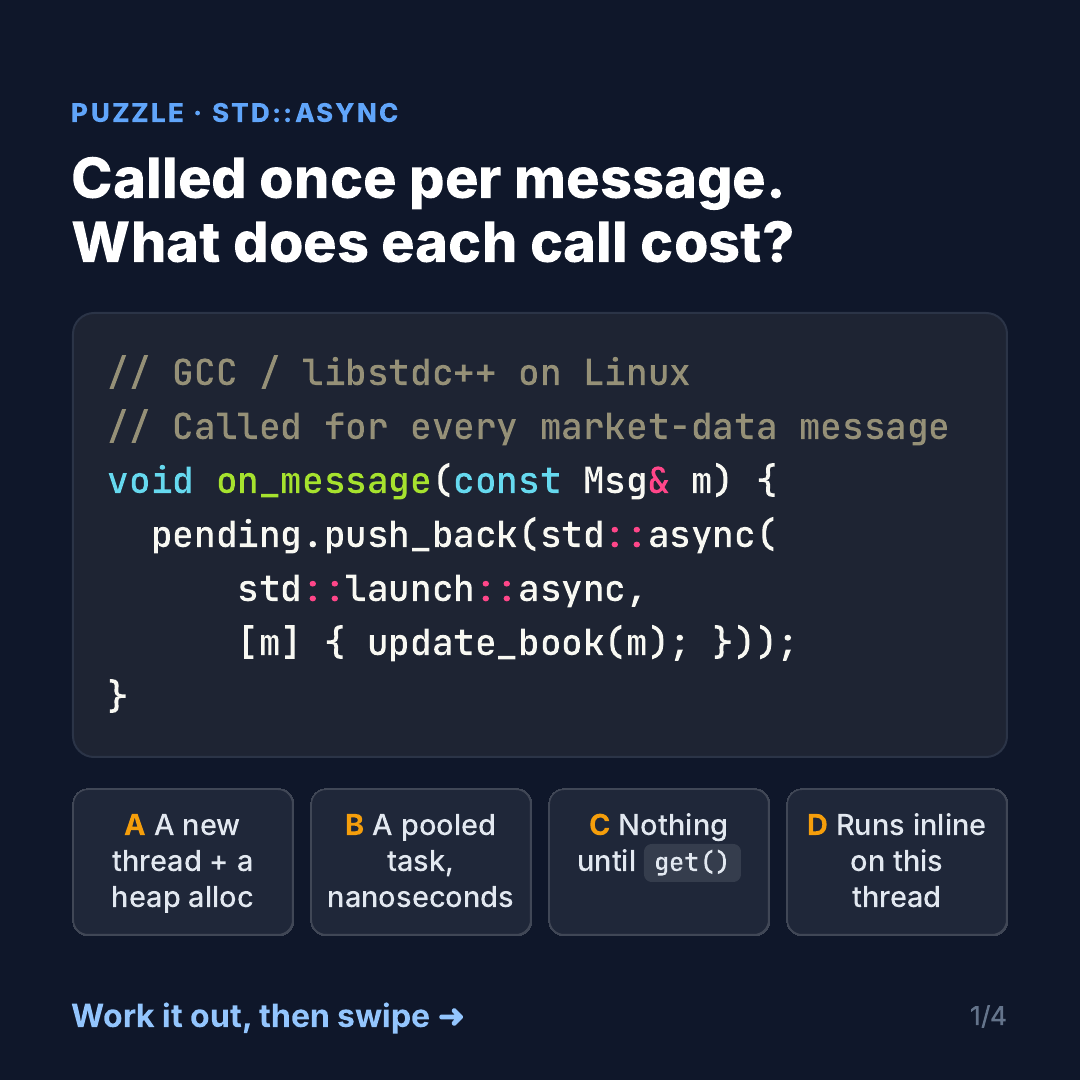 PUZZLE · STD::ASYNC
Called once per message.
What does each call cost?
// GCC / libstdc++ on Linux
// Called for every market-data message
void on_message(const Msg& m) {
  pending.push_back(std::async(
      std::launch::async,
      [m] { update_book(m); }));
}
A A new
thread + a
heap alloc
B A pooled
task,
nanoseconds
C Nothing
until get()
D Runs inline
on this
thread
Work it out, then swipe ➜
1/4